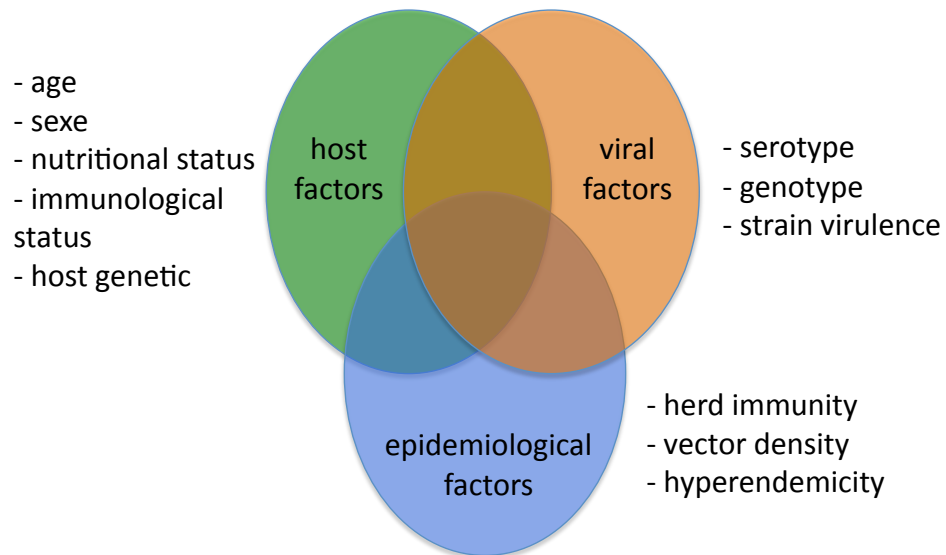 - age
- sexe
- nutritional status
- immunological
status
- host genetic
host
factors
viral
factors
- serotype
- genotype
- strain virulence
epidemiological
factors
- herd immunity
- vector density
- hyperendemicity